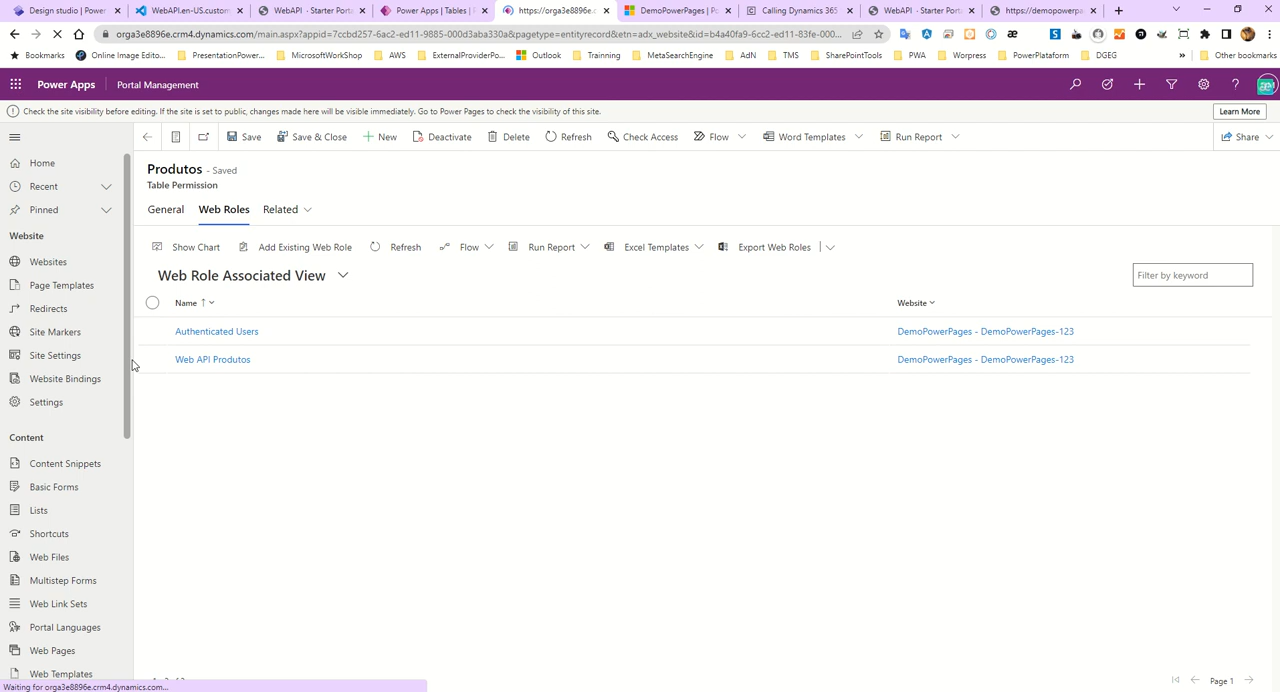 Design studio | Power
WebAPI.en-US.custom
WebAPI · Starter Porta
Power Apps | Tables | P
https://orga3e8896e.c
DemoPowerPages | Po
Calling Dynamics 365
WebAPI · Starter Porta
https://demopowerpa
orga3e8896e.crm4.dynamics.com/main.aspx?appid=7ccbd257-6ac2-ed11-9885-000d3aba330a&pagetype=entityrecord&etn=adx_website&id=b4a40fa9-6cc2-ed11-83fe-000...
Bookmarks
Online Image Edito...
PresentationPower...
MicrosoftWorkShop
AWS
ExternalProviderPo...
Outlook
Trainning
MetaSearchEngine
AdN
TMS
SharePointTools
PWA
Worpress
PowerPlataform
DGEG
»
Other bookmarks
Power Apps
Portal Management
Check the site visibility before editing. If the site is set to public, changes made here will be visible immediately. Go to Power Pages to check the visibility of this site.
Learn More
Save
Save & Close
New
Deactivate
Delete
Refresh
Check Access
Flow
Word Templates
Run Report
Share
Home
Recent
Pinned
Website
Websites
Page Templates
Redirects
Site Markers
Site Settings
Website Bindings
Settings
Content
Content Snippets
Basic Forms
Lists
Shortcuts
Web Files
Multistep Forms
Web Link Sets
Portal Languages
Web Pages
Web Templates
Produtos - Saved
Table Permission
General
Web Roles
Related
Show Chart
Add Existing Web Role
Refresh
Flow
Run Report
Excel Templates
Export Web Roles
Web Role Associated View
Filter by keyword
Name
Website
Authenticated Users
DemoPowerPages - DemoPowerPages-123
Web API Produtos
DemoPowerPages - DemoPowerPages-123
Page 1
Waiting for orga3e8896e.crm4.dynamics.com...